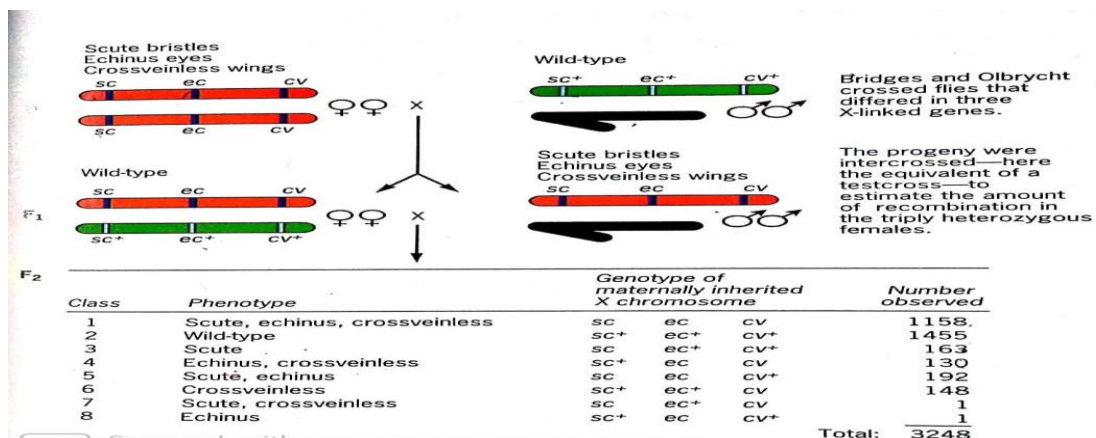 Scute bristles
Echinus eyes
Crossveinless wings
sc ec cv
♀♀ X
sc ec cv
Wild-type
sc+ ec+ cv+
♂♂
Bridges and Olbrycht
crossed flies that
differed in three
X-linked genes.
Wild-type
sc ec cv
F1
♀♀ X
sc+ ec+ cv+
Scute bristles
Echinus eyes
Crossveinless wings
sc ec cv
♂♂
The progeny were
intercrossed—here
the equivalent of a
testcross—to
estimate the amount
of recombination in
the triply heterozygous
females.
F2
Class Phenotype Genotype of maternally inherited X chromosome Number observed
1 Scute, echinus, crossveinless sc ec cv 1158
2 Wild-type sc+ ec+ cv+ 1455
3 Scute sc ec+ cv+ 163
4 Echinus, crossveinless sc+ ec cv 130
5 Scute, echinus sc ec cv+ 192
6 Crossveinless sc+ ec+ cv 148
7 Scute, crossveinless sc ec+ cv 1
8 Echinus sc+ ec cv+ 1
Total: 3248